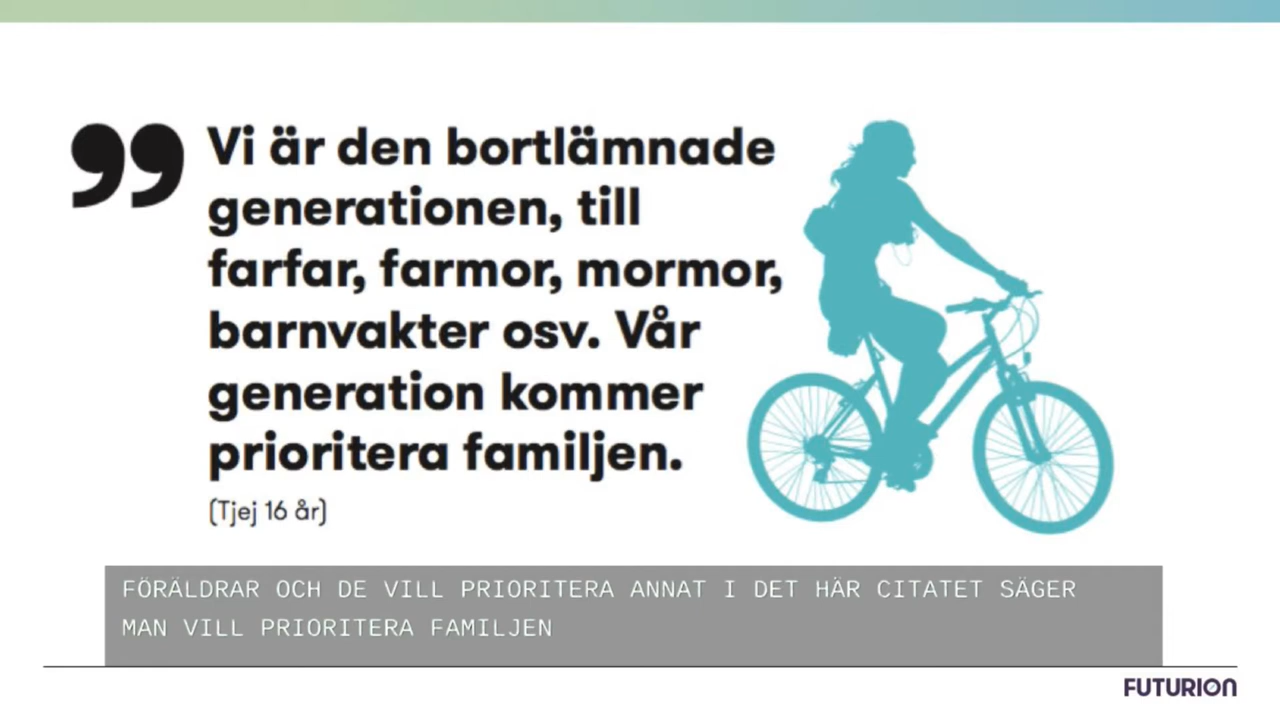 ” Vi är den bortlämnade
generationen, till
farfar, farmor, mormor,
barnvakter osv. Vår
generation kommer
prioritera familjen.
(Tjej 16 år)
FÖRÄLDRAR OCH DE VILL PRIORITERA ANNAT I DET HÄR CITATET SÄGER
MAN VILL PRIORITERA FAMILJEN
FUTURION